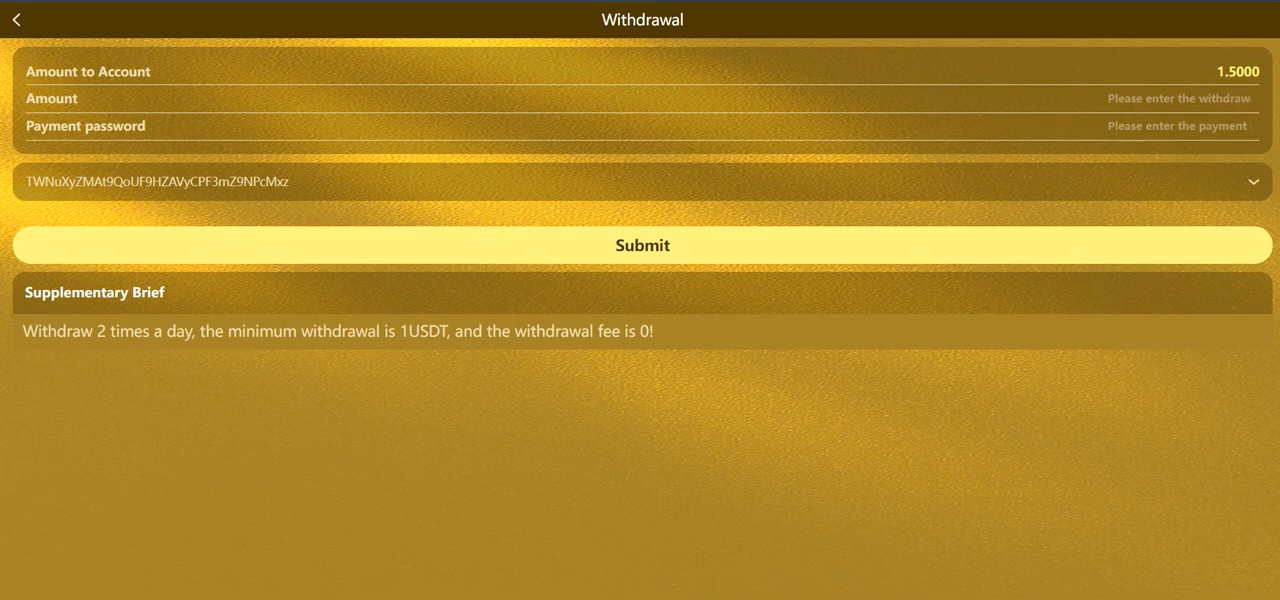 Withdrawal
Amount to Account 1.5000
Amount Please enter the withdraw
Payment password Please enter the payment
TWNuXyZMAt9QoUF9HZAVyCPF3mZ9NPcMxz
Submit
Supplementary Brief
Withdraw 2 times a day, the minimum withdrawal is 1USDT, and the withdrawal fee is 0!